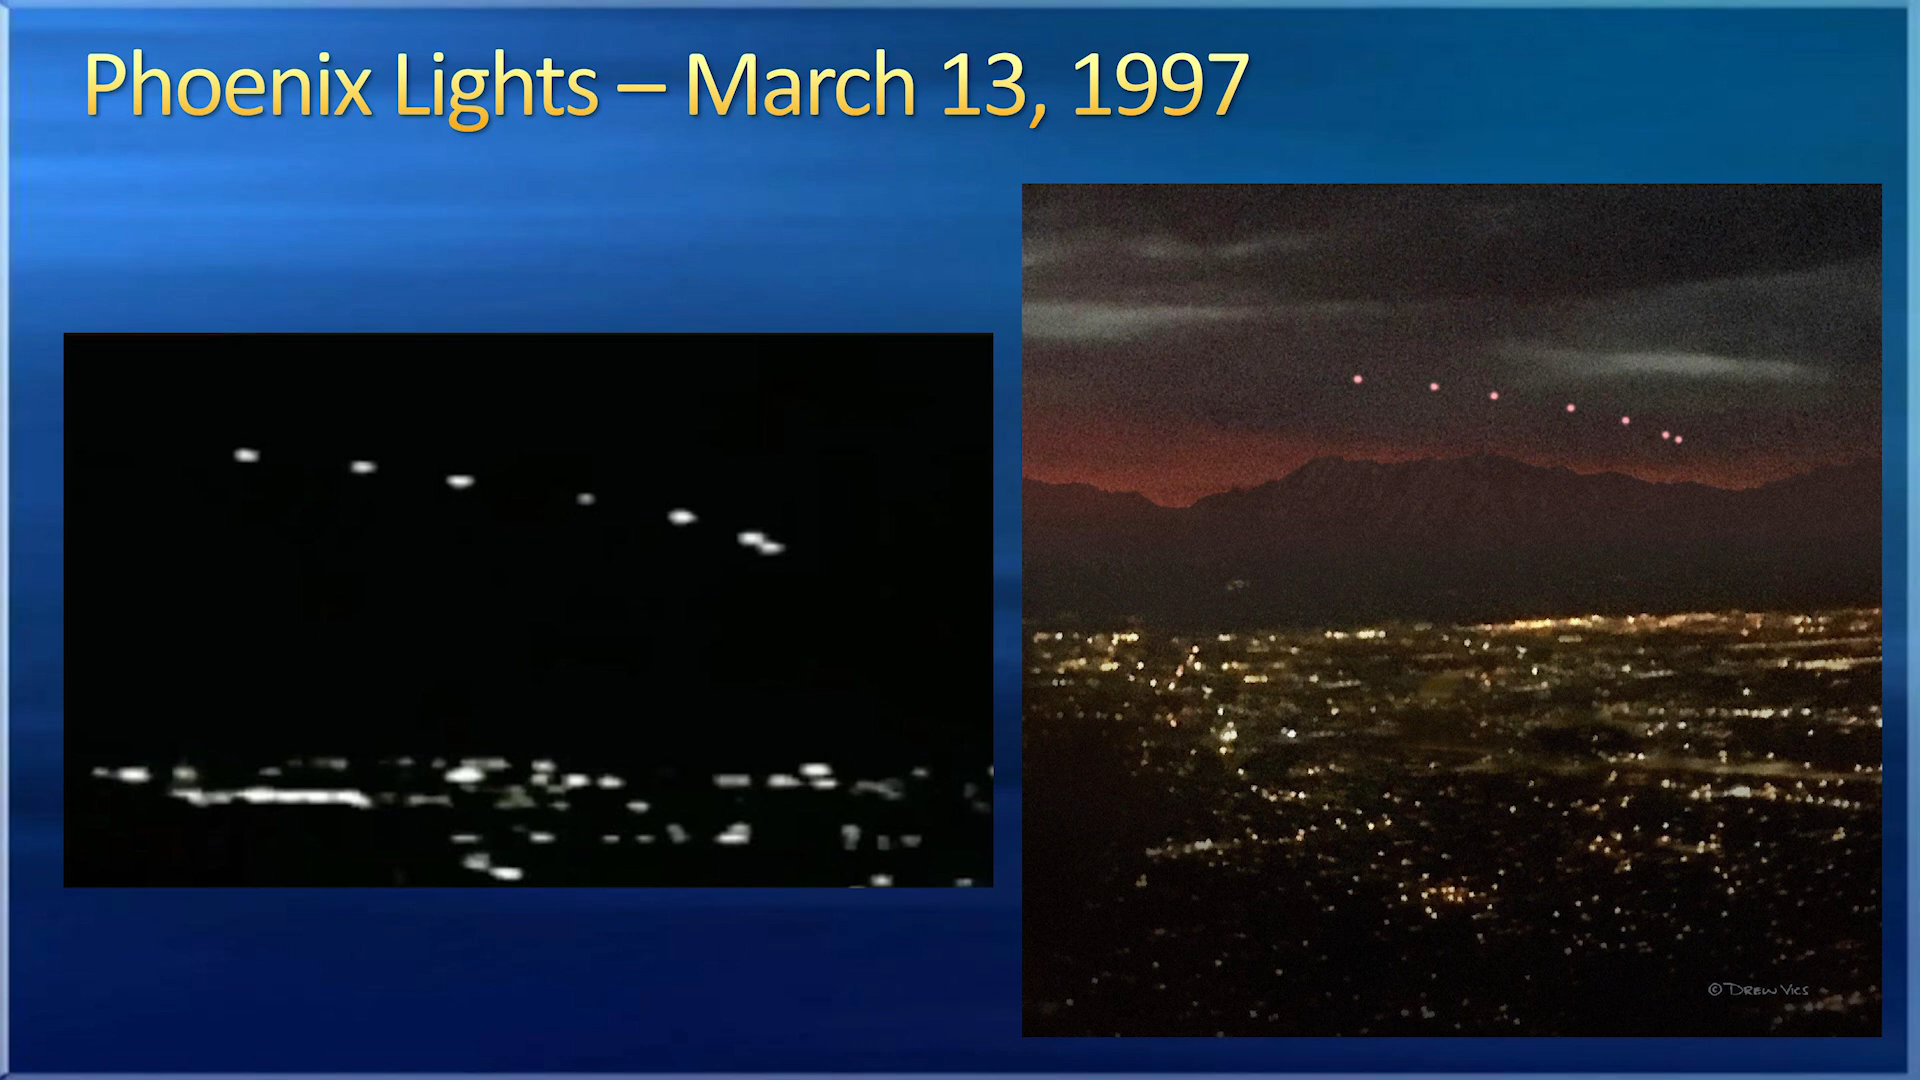 Phoenix Lights – March 13, 1997
© Drew Vics